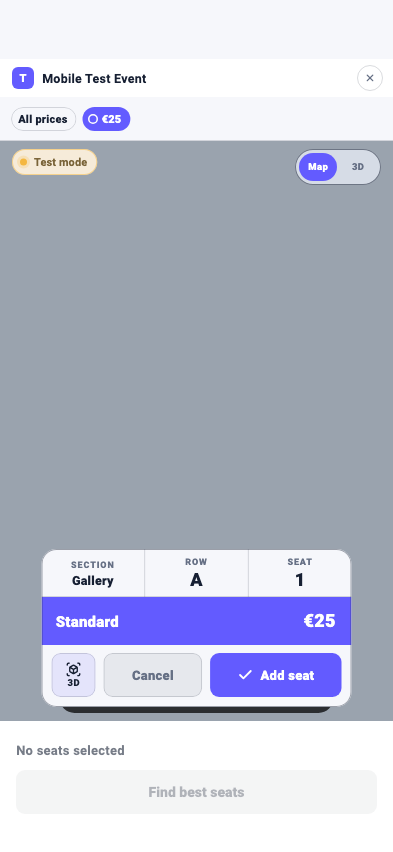 T Mobile Test Event
All prices €25
Test mode
Map 3D
SECTION ROW SEAT
Gallery A 1
Standard €25
3D Cancel Add seat
No seats selected
Find best seats